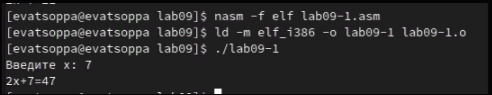 [evatsoppa@evatsoppa lab09]$ nasm -f elf lab09-1.asm
[evatsoppa@evatsoppa lab09]$ ld -m elf_i386 -o lab09-1 lab09-1.o
[evatsoppa@evatsoppa lab09]$ ./lab09-1
Введите x: 7
2x+7=47